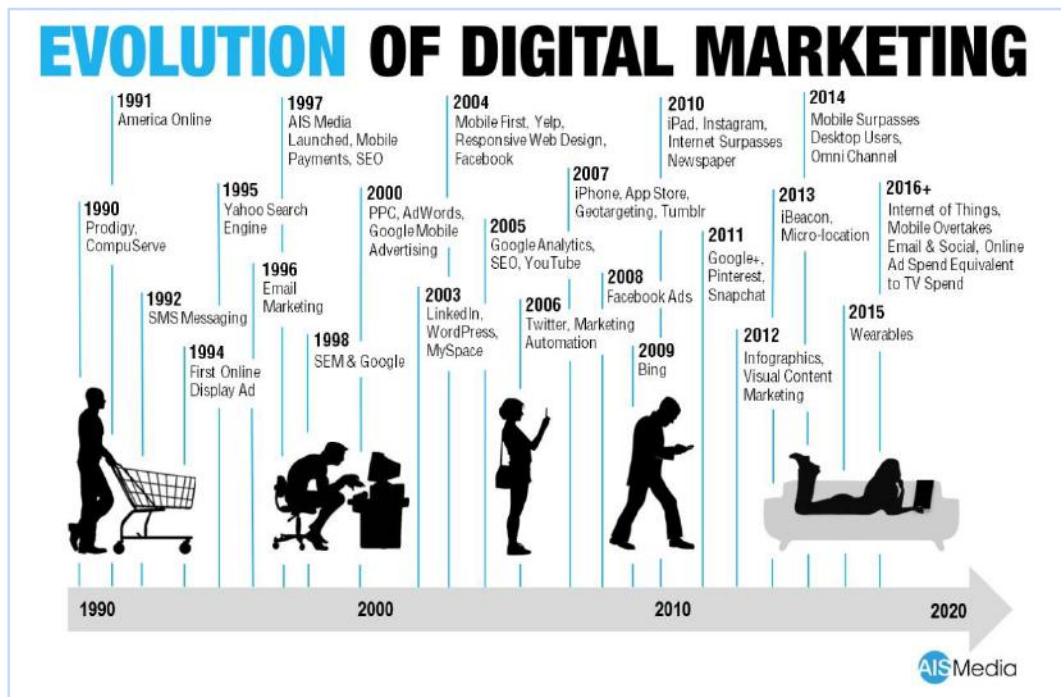 EVOLUTION OF DIGITAL MARKETING
1990
Prodigy,
CompuServe
1991
America Online
1992
SMS Messaging
1994
First Online
Display Ad
1995
Yahoo Search
Engine
1996
Email
Marketing
1997
AIS Media
Launched, Mobile
Payments, SEO
1998
SEM & Google
2000
PPC, AdWords,
Google Mobile
Advertising
2003
LinkedIn,
WordPress,
MySpace
2004
Mobile First, Yelp,
Responsive Web Design,
Facebook
2005
Google Analytics,
SEO, YouTube
2006
Twitter, Marketing
Automation
2007
iPhone, App Store,
Geotargeting, Tumblr
2008
Facebook Ads
2009
Bing
2010
iPad, Instagram,
Internet Surpasses
Newspaper
2011
Google+,
Pinterest,
Snapchat
2012
Infographics,
Visual Content
Marketing
2013
iBeacon,
Micro-location
2014
Mobile Surpasses
Desktop Users,
Omni Channel
2015
Wearables
2016+
Internet of Things,
Mobile Overtakes
Email & Social, Online
Ad Spend Equivalent
to TV Spend
1990 2000 2010 2020
AISMedia